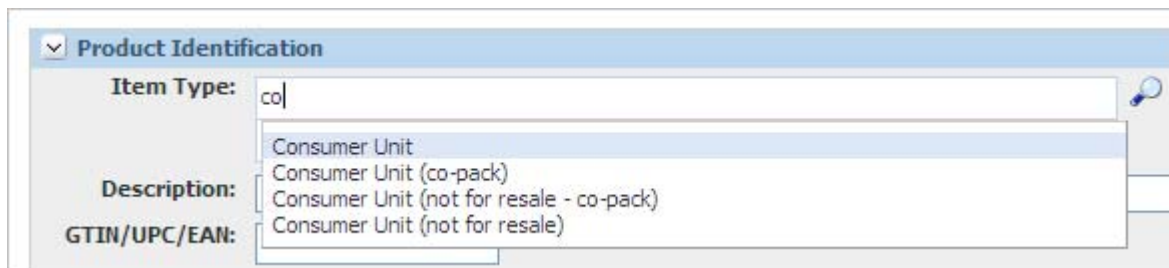 Product Identification
Item Type: co
Consumer Unit
Consumer Unit (co-pack)
Description: Consumer Unit (not for resale - co-pack)
GTIN/UPC/EAN: Consumer Unit (not for resale)